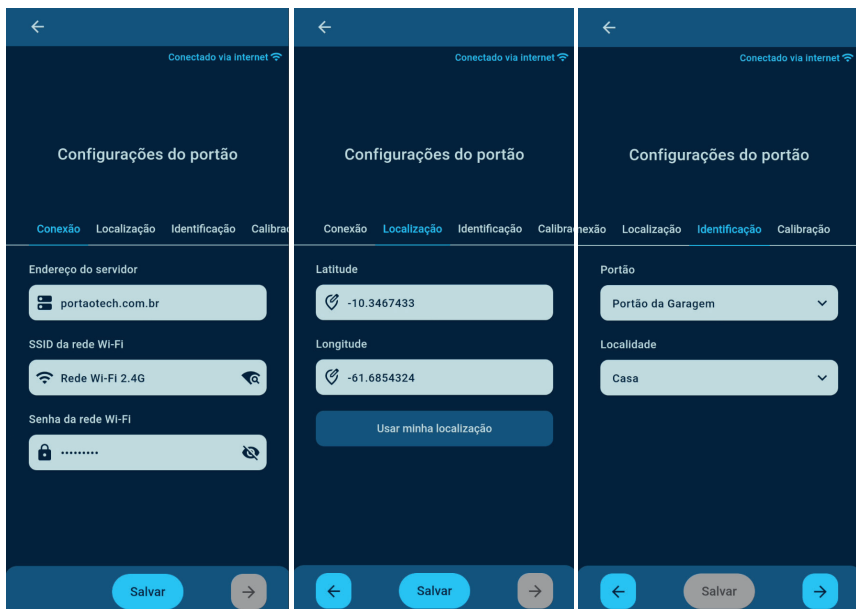 Conectado via internet
Configurações do portão
Conexão Localização Identificação Calibrac
Endereço do servidor
portaotech.com.br
SSID da rede Wi-Fi
Rede Wi-Fi 2.4G
Senha da rede Wi-Fi
•••••••••
Salvar
Conectado via internet
Configurações do portão
Conexão Localização Identificação Calibra
Latitude
-10.3467433
Longitude
-61.6854324
Usar minha localização
Salvar
Conectado via internet
Configurações do portão
nexão Localização Identificação Calibração
Portão
Portão da Garagem
Localidade
Casa
Salvar